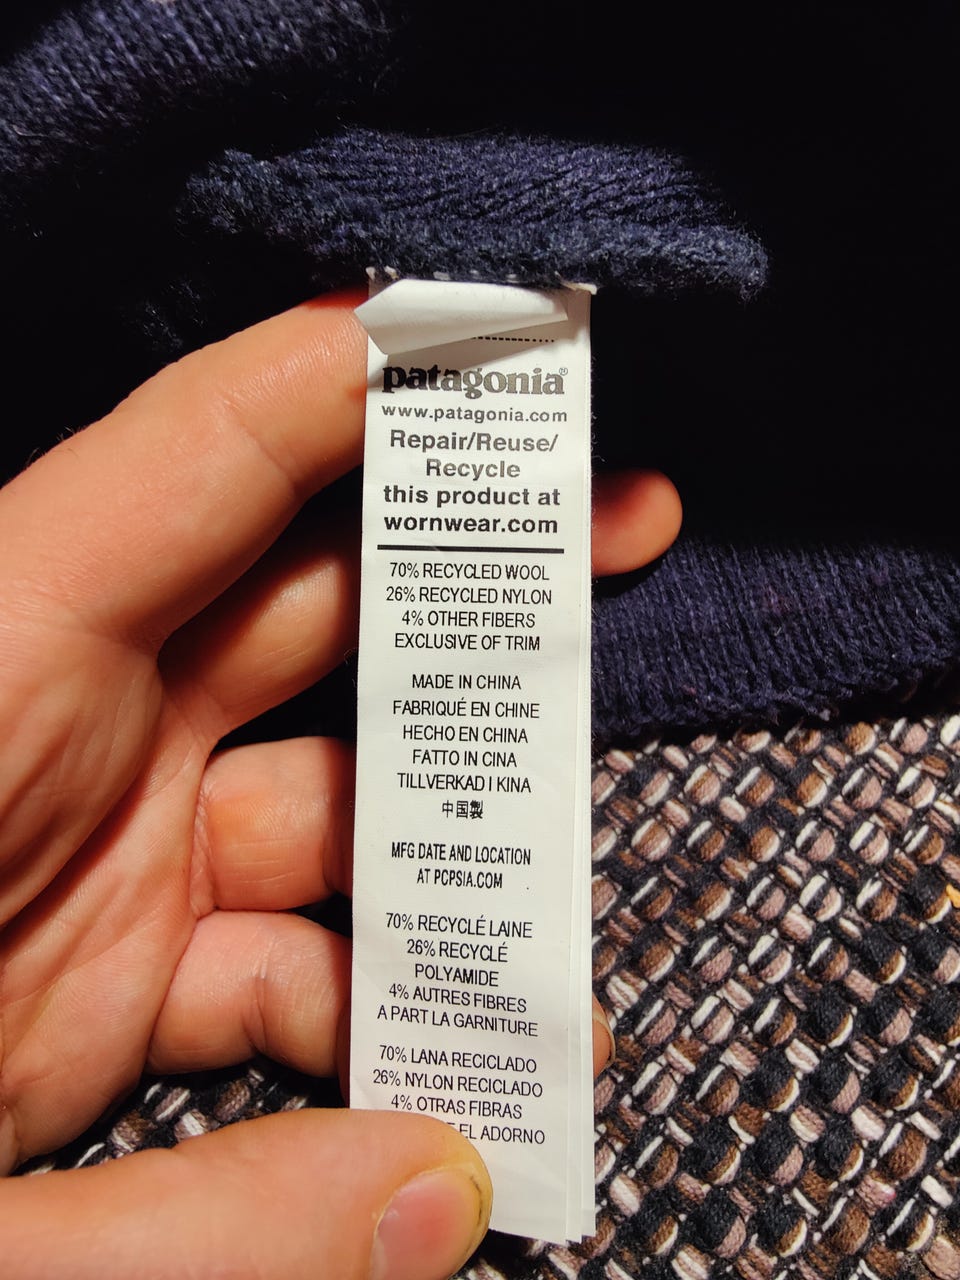 patagonia®
www.patagonia.com
Repair/Reuse/
Recycle
this product at
wornwear.com
70% RECYCLED WOOL
26% RECYCLED NYLON
4% OTHER FIBERS
EXCLUSIVE OF TRIM
MADE IN CHINA
FABRIQUÉ EN CHINE
HECHO EN CHINA
FATTO IN CINA
TILLVERKAD I KINA
中国製
MFG DATE AND LOCATION
AT PCPSIA.COM
70% RECYCLÉ LAINE
26% RECYCLÉ
POLYAMIDE
4% AUTRES FIBRES
A PART LA GARNITURE
70% LANA RECICLADO
26% NYLON RECICLADO
4% OTRAS FIBRAS
EL ADORNO